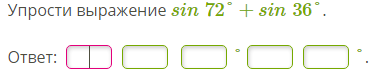 Упрости выражение sin 72° + sin 36°.
Ответ: ° °.